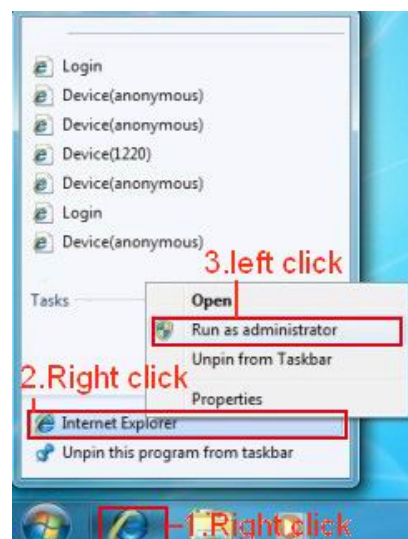 Login
Device(anonymous)
Device(anonymous)
Device(1220)
Device(anonymous)
Login
Device(anonymous)
3.left click
Tasks
Open
Run as administrator
Unpin from Taskbar
2.Right click
Properties
Internet Explorer
Unpin this program from taskbar
1.Right click